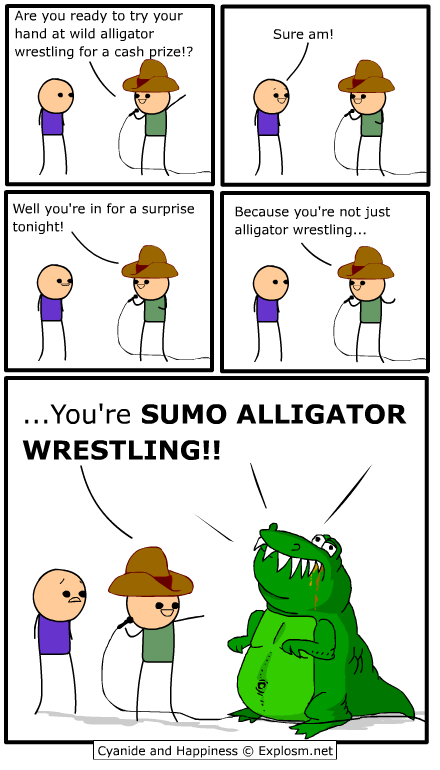 Are you ready to try your
hand at wild alligator
wrestling for a cash prize!?
Sure am!
Well you're in for a surprise
tonight!
Because you're not just
alligator wrestling...
...You're SUMO ALLIGATOR
WRESTLING!!
Cyanide and Happiness © Explosm.net